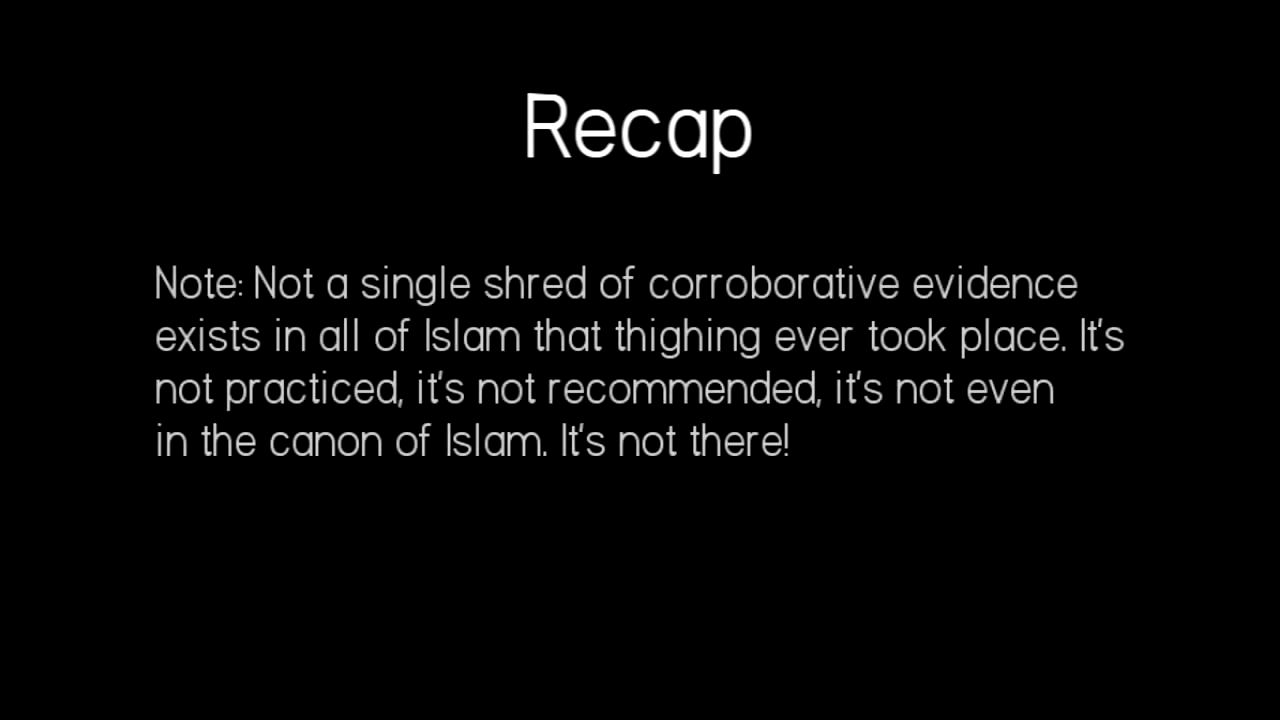 Recap
Note: Not a single shred of corroborative evidence
exists in all of Islam that thighing ever took place. It's
not practiced, it's not recommended, it's not even
in the canon of Islam. It's not there!